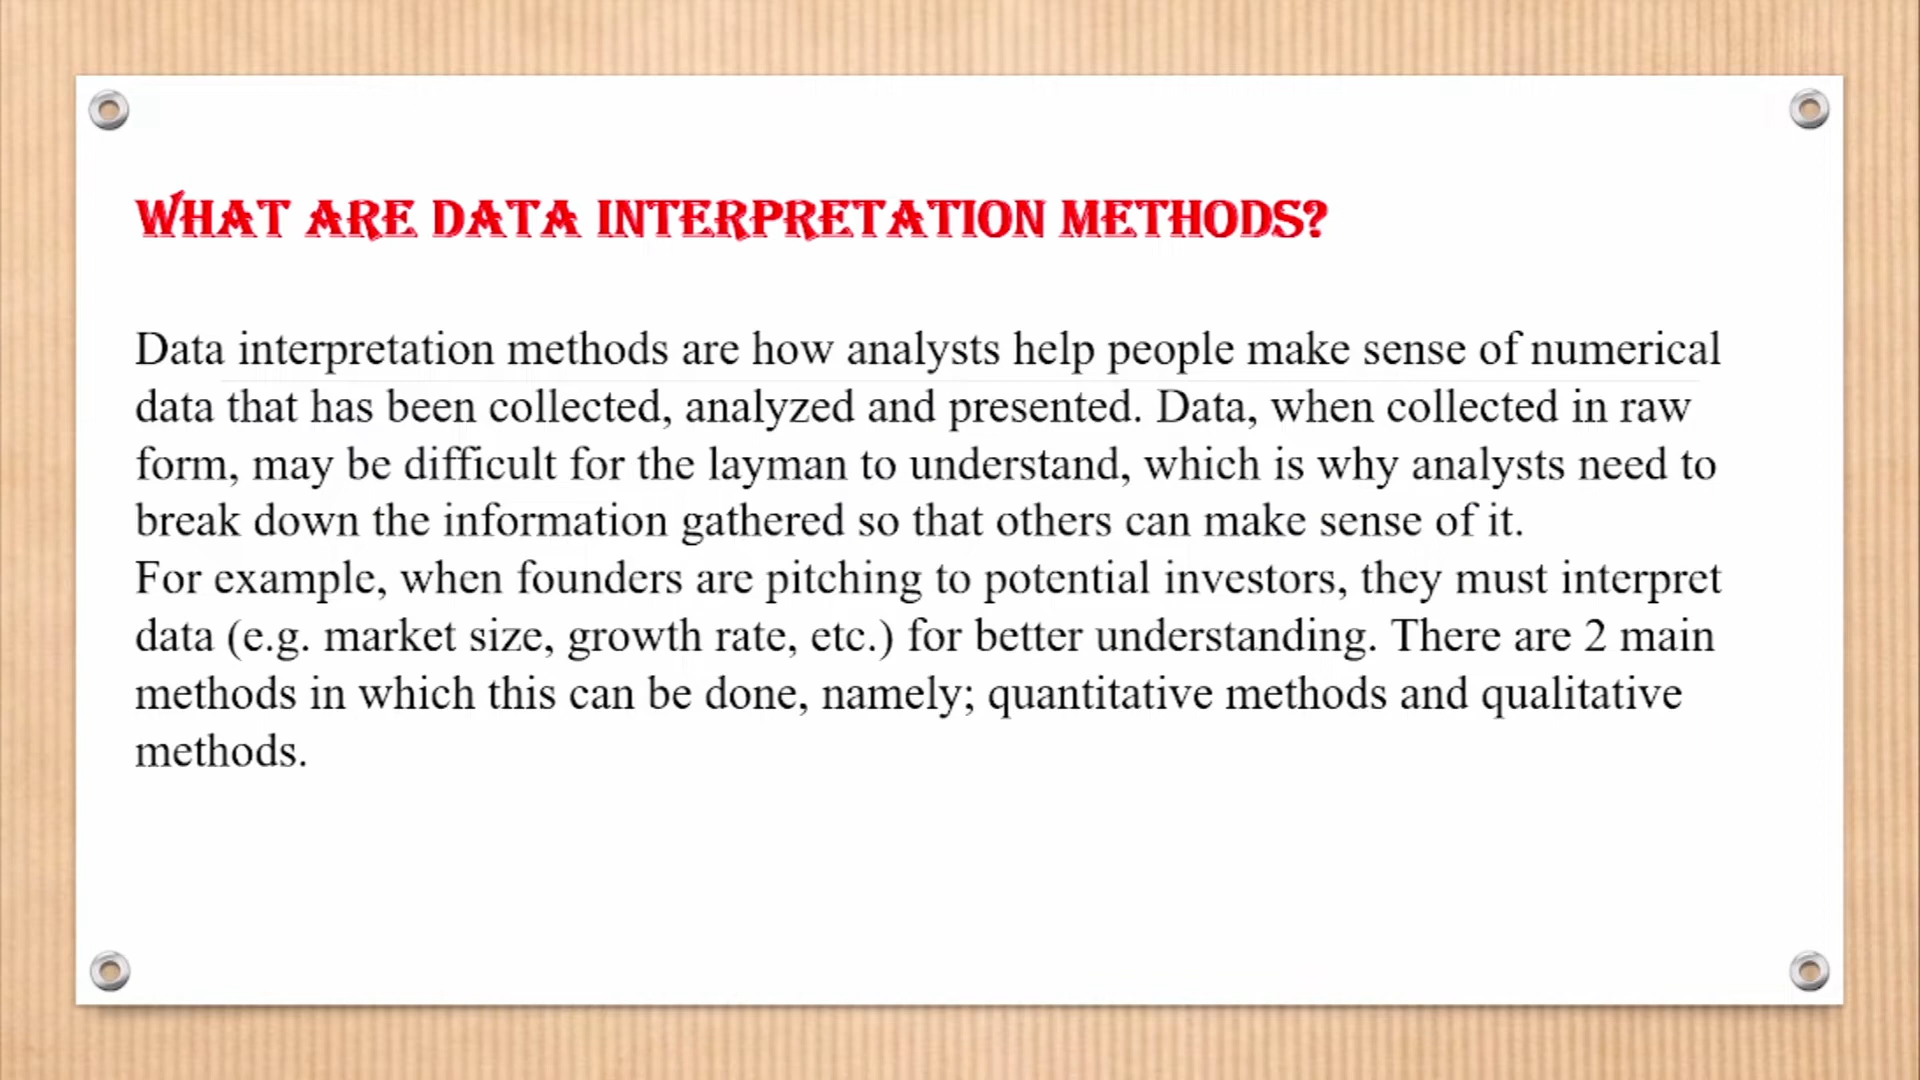 WHAT ARE DATA INTERPRETATION METHODS?
Data interpretation methods are how analysts help people make sense of numerical
data that has been collected, analyzed and presented. Data, when collected in raw
form, may be difficult for the layman to understand, which is why analysts need to
break down the information gathered so that others can make sense of it.
For example, when founders are pitching to potential investors, they must interpret
data (e.g. market size, growth rate, etc.) for better understanding. There are 2 main
methods in which this can be done, namely; quantitative methods and qualitative
methods.